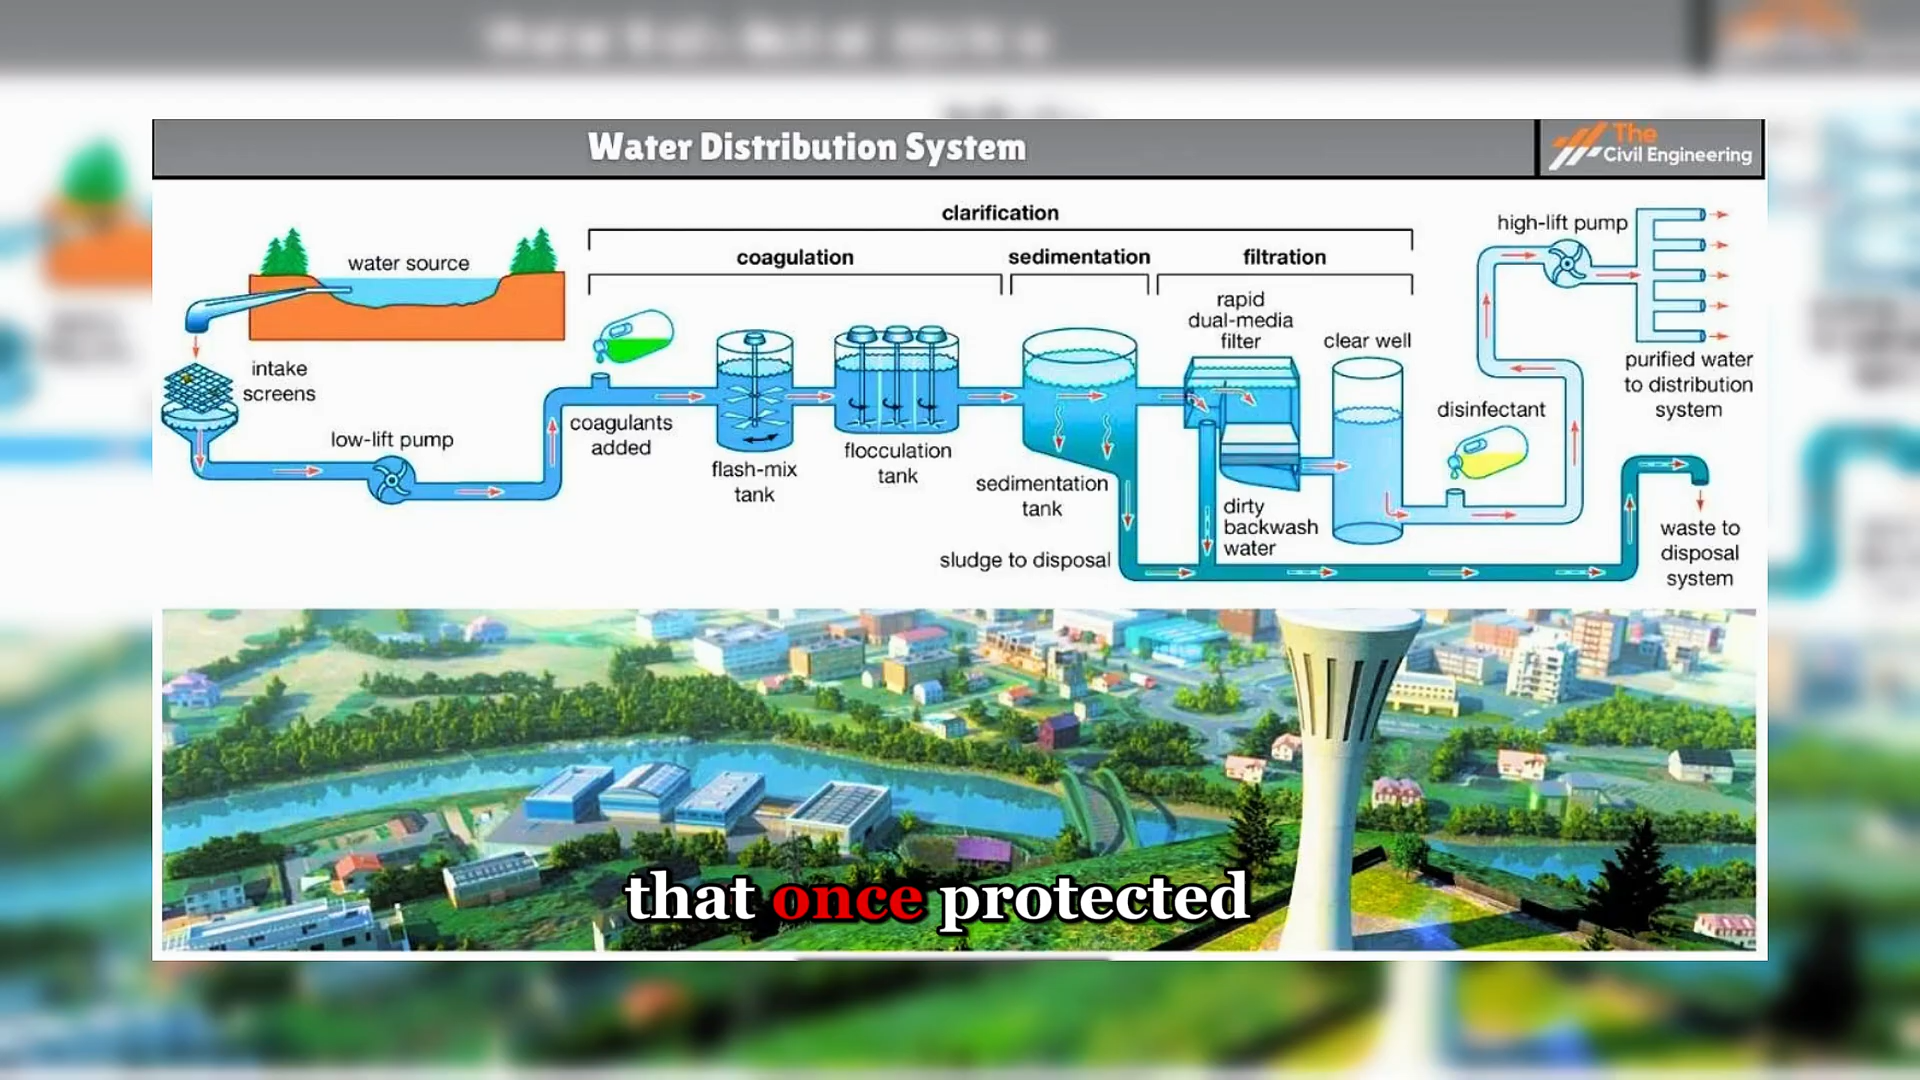 Water Distribution System
The
Civil Engineering
clarification
coagulation
sedimentation
filtration
high-lift pump
water source
rapid
dual-media
filter
clear well
intake
screens
purified water
to distribution
system
low-lift pump
coagulants
added
disinfectant
flash-mix
tank
flocculation
tank
sedimentation
tank
dirty
backwash
water
sludge to disposal
waste to
disposal
system
that once protected